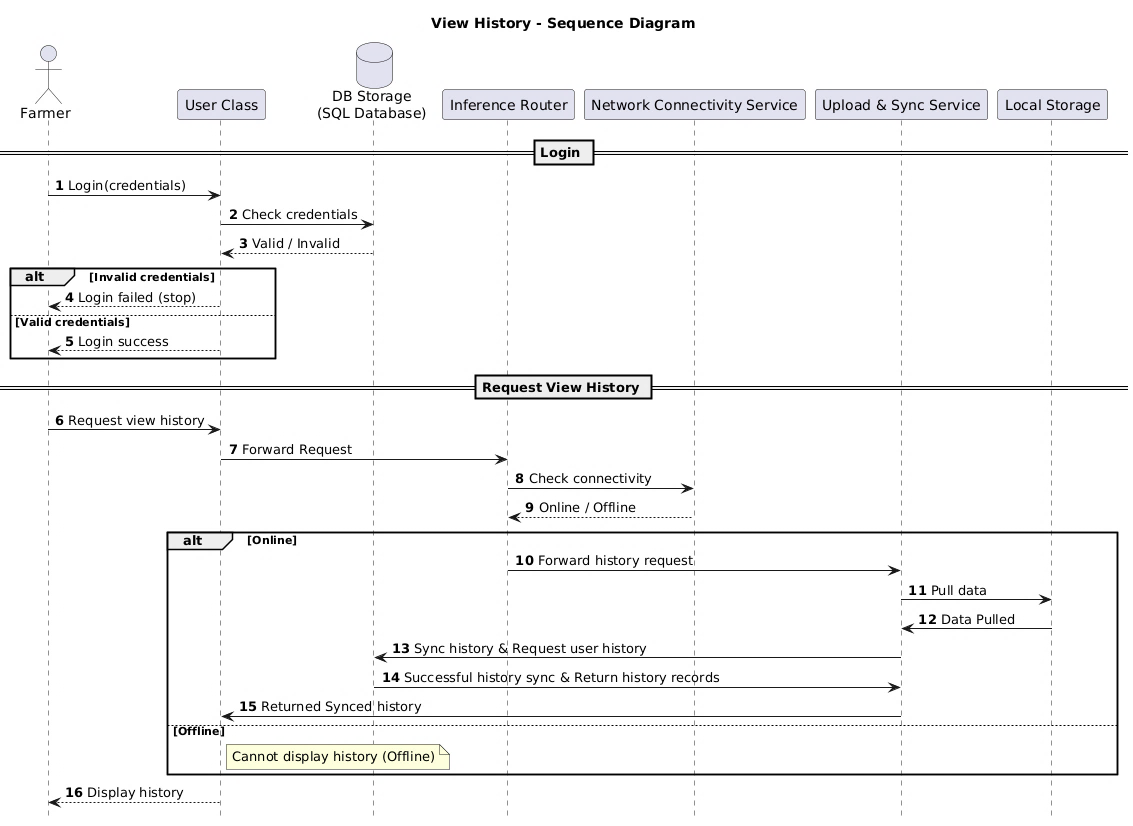 View History - Sequence Diagram
Farmer
User Class
DB Storage
(SQL Database)
Inference Router
Network Connectivity Service
Upload & Sync Service
Local Storage
Login
1 Login(credentials)
2 Check credentials
3 Valid / Invalid
alt [Invalid credentials]
4 Login failed (stop)
[Valid credentials]
5 Login success
Request View History
6 Request view history
7 Forward Request
8 Check connectivity
9 Online / Offline
alt [Online]
10 Forward history request
11 Pull data
12 Data Pulled
13 Sync history & Request user history
14 Successful history sync & Return history records
15 Returned Synced history
[Offline]
Cannot display history (Offline)
16 Display history